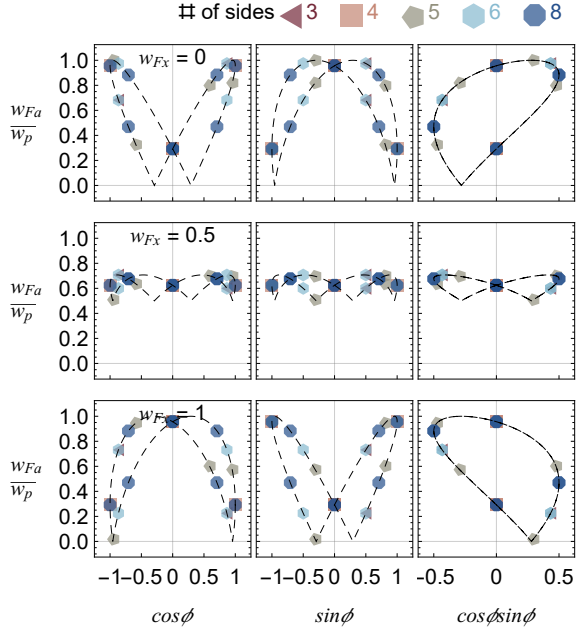 # of sides 3 4 5 6 8
w_Fx = 0
w_Fa / w_p
1.0
0.8
0.6
0.4
0.2
0.0
w_Fx = 0.5
w_Fa / w_p
1.0
0.8
0.6
0.4
0.2
0.0
w_Fx = 1
w_Fa / w_p
1.0
0.8
0.6
0.4
0.2
0.0
−1 −0.5 0 0.5 1 −1 −0.5 0 0.5 1 -0.5 0 0.5
cosϕ sinϕ cosϕsinϕ